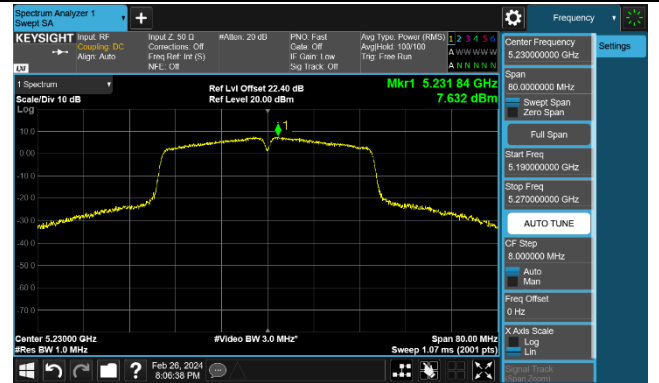 Spectrum Analyzer 1
Swept SA
Frequency
KEYSIGHT
Input: RF
Coupling: DC
Align: Auto
Input Z: 50 Ω
Corrections: Off
Freq Ref: Int (S)
NFE: Off
#Atten: 20 dB
PNO: Fast
Gate: Off
IF Gain: Low
Sig Track: Off
Avg Type: Power (RMS)
Avg|Hold: 100/100
Trig: Free Run
1 2 3 4 5 6
A W W W W W
A N N N N N
LXI
1 Spectrum
Scale/Div 10 dB
Log
Ref Lvl Offset 22.40 dB
Ref Level 20.00 dBm
Mkr1 5.231 84 GHz
7.632 dBm
1
10.0
0.00
-10.0
-20.0
-30.0
-40.0
-50.0
-60.0
-70.0
Center 5.23000 GHz
#Res BW 1.0 MHz
#Video BW 3.0 MHz*
Span 80.00 MHz
Sweep 1.07 ms (2001 pts)
Center Frequency
5.230000000 GHz
Settings
Span
80.0000000 MHz
Swept Span
Zero Span
Full Span
Start Freq
5.190000000 GHz
Stop Freq
5.270000000 GHz
AUTO TUNE
CF Step
8.000000 MHz
Auto
Man
Freq Offset
0 Hz
X Axis Scale
Log
Lin
Signal Track
(Span Zoom)
Feb 26, 2024
8:06:38 PM